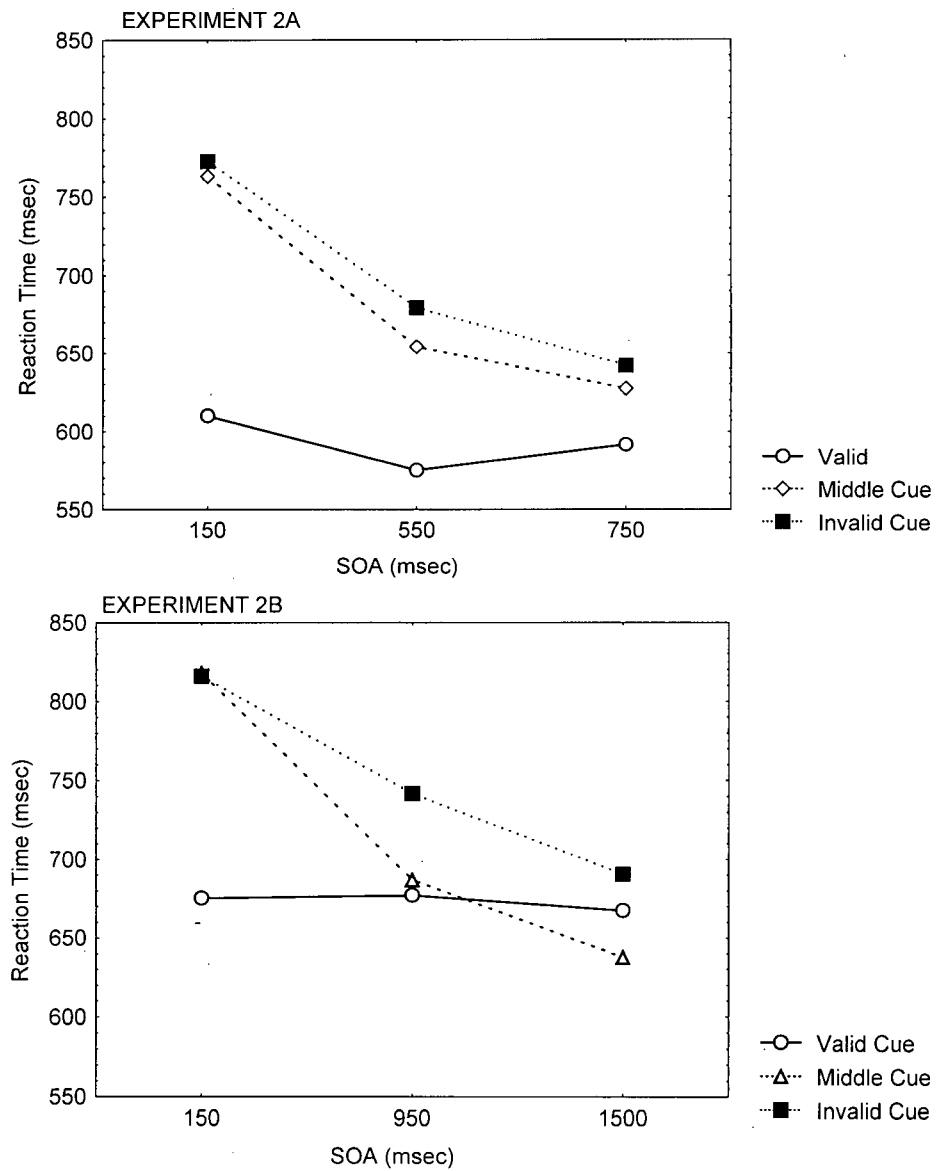 EXPERIMENT 2A
850
800
750
700
650
600
550
Reaction Time (msec)
150 550 750
SOA (msec)
Valid
Middle Cue
Invalid Cue
EXPERIMENT 2B
850
800
750
700
650
600
550
Reaction Time (msec)
150 950 1500
SOA (msec)
Valid Cue
Middle Cue
Invalid Cue